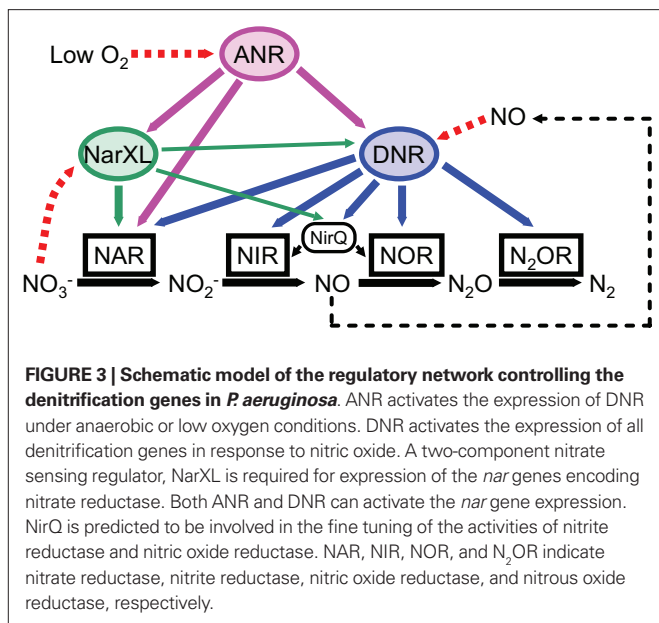 Low O₂
ANR
NO
NarXL
DNR
NirQ
NAR
NIR
NOR
N₂OR
NO₃⁻
NO₂⁻
NO
N₂O
N₂
FIGURE 3 | Schematic model of the regulatory network controlling the
denitrification genes in P. aeruginosa. ANR activates the expression of DNR
under anaerobic or low oxygen conditions. DNR activates the expression of all
denitrification genes in response to nitric oxide. A two-component nitrate
sensing regulator, NarXL is required for expression of the nar genes encoding
nitrate reductase. Both ANR and DNR can activate the nar gene expression.
NirQ is predicted to be involved in the fine tuning of the activities of nitrite
reductase and nitric oxide reductase. NAR, NIR, NOR, and N₂OR indicate
nitrate reductase, nitrite reductase, nitric oxide reductase, and nitrous oxide
reductase, respectively.